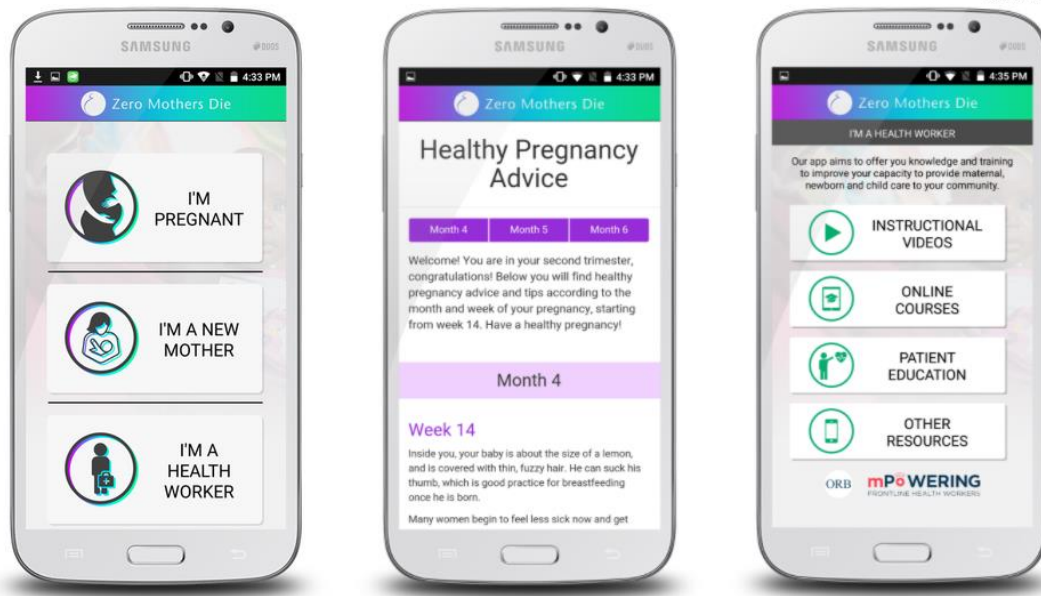 SAMSUNG
DUOS
4:33 PM
Zero Mothers Die
I'M
PREGNANT
I'M A NEW
MOTHER
I'M A
HEALTH
WORKER
SAMSUNG
DUOS
4:33 PM
Zero Mothers Die
Healthy Pregnancy
Advice
Month 4 Month 5 Month 6
Welcome! You are in your second trimester,
congratulations! Below you will find healthy
pregnancy advice and tips according to the
month and week of your pregnancy, starting
from week 14. Have a healthy pregnancy!
Month 4
Week 14
Inside you, your baby is about the size of a lemon,
and is covered with thin, fuzzy hair. He can suck his
thumb, which is good practice for breastfeeding
once he is born.
Many women begin to feel less sick now and get
SAMSUNG
DUOS
4:35 PM
Zero Mothers Die
I'M A HEALTH WORKER
Our app aims to offer you knowledge and training
to improve your capacity to provide maternal,
newborn and child care to your community.
INSTRUCTIONAL
VIDEOS
ONLINE
COURSES
PATIENT
EDUCATION
OTHER
RESOURCES
ORB mPoWERING
FRONTLINE HEALTH WORKERS